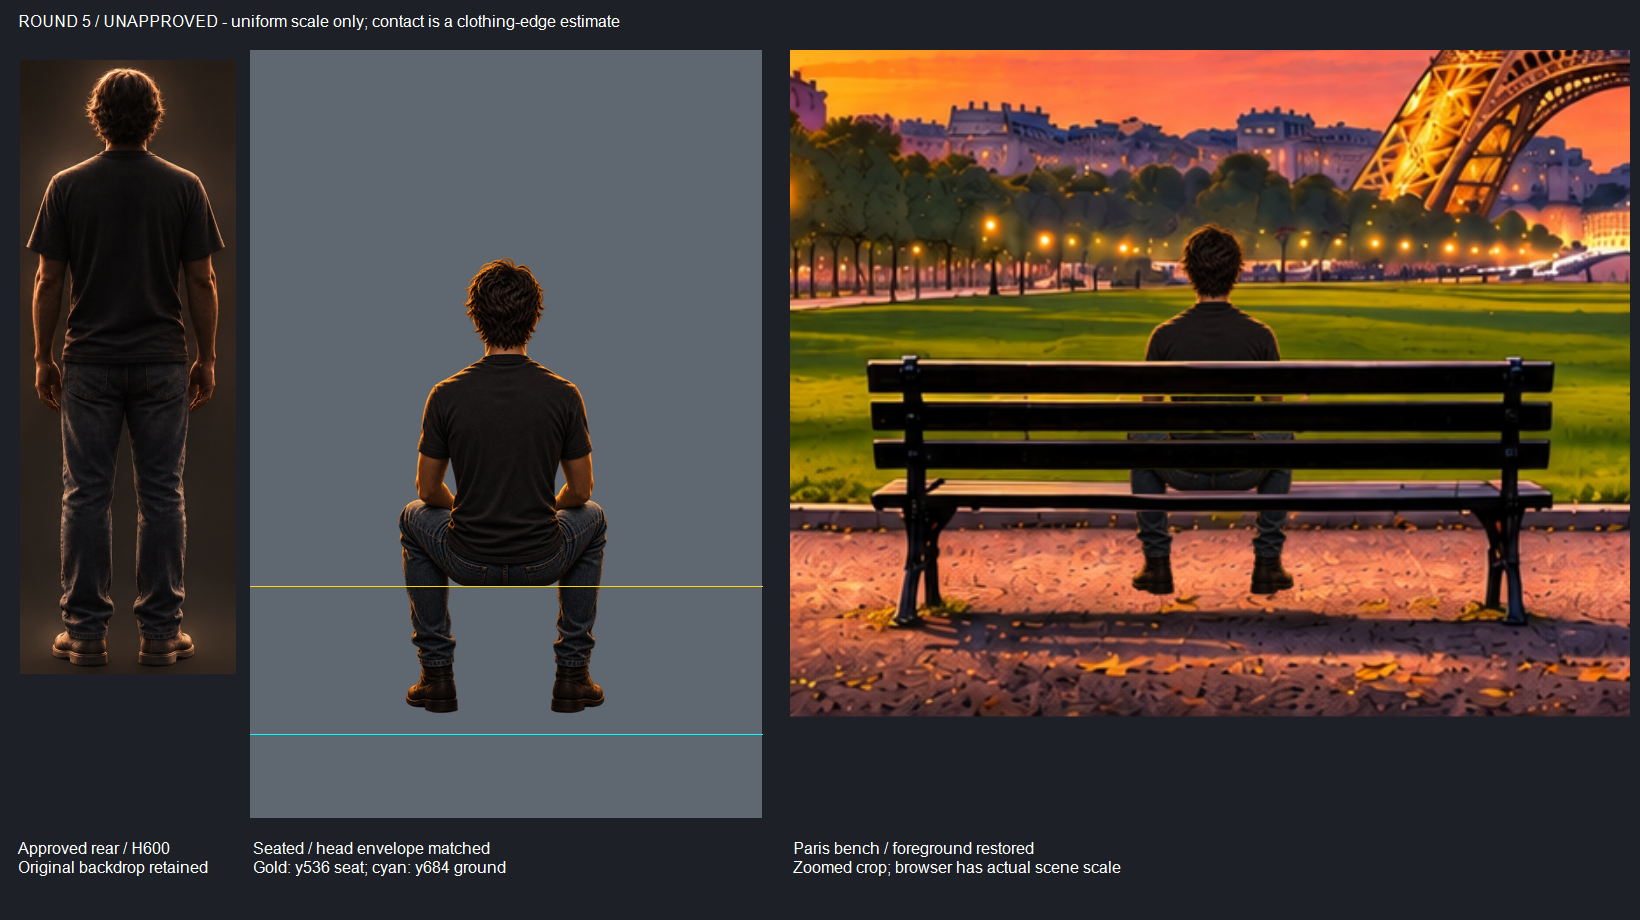 ROUND 5 / UNAPPROVED - uniform scale only; contact is a clothing-edge estimate
Approved rear / H600
Original backdrop retained
Seated / head envelope matched
Gold: y536 seat; cyan: y684 ground
Paris bench / foreground restored
Zoomed crop; browser has actual scene scale